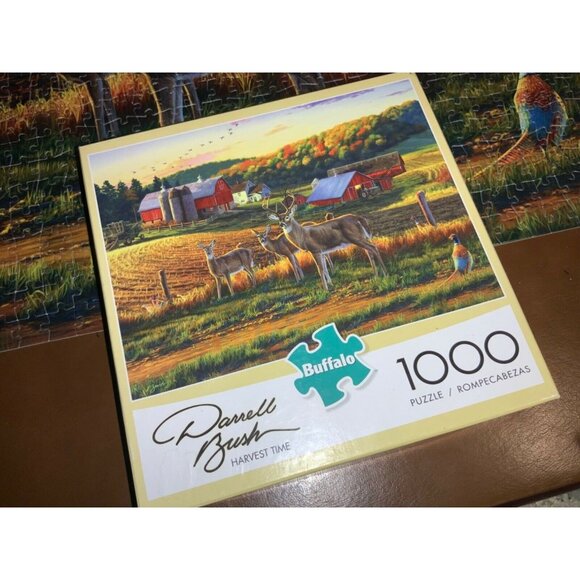 Buffalo
1000
PUZZLE / ROMPECABEZAS
Darrell
Bush
HARVEST TIME